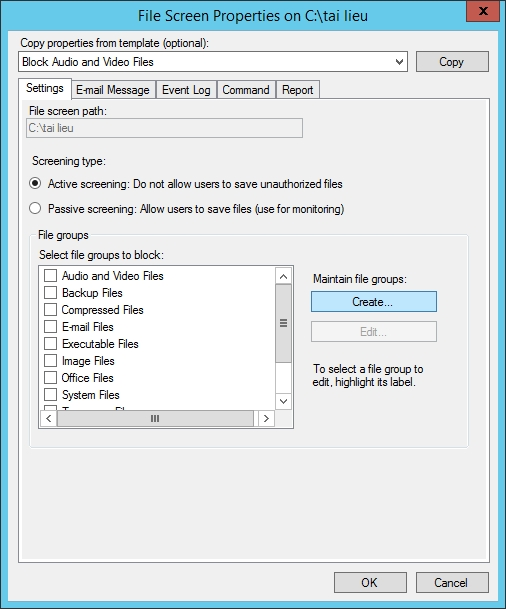 File Screen Properties on C:\tai lieu
x
Copy properties from template (optional):
Block Audio and Video Files
Copy
Settings
E-mail Message
Event Log
Command
Report
File screen path:
C:\tai lieu
Screening type:
Active screening: Do not allow users to save unauthorized files
Passive screening: Allow users to save files (use for monitoring)
File groups
Select file groups to block:
Audio and Video Files
Backup Files
Compressed Files
E-mail Files
Executable Files
Image Files
Office Files
System Files
Maintain file groups:
Create...
Edit...
To select a file group to
edit, highlight its label.
OK
Cancel